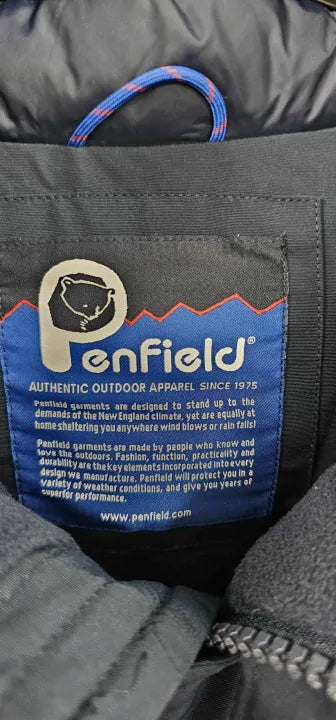 Penfield®
AUTHENTIC OUTDOOR APPAREL SINCE 1975
Penfield garments are designed to stand up to the
demands of the New England climate, yet are equally at
home sheltering you anywhere wind blows or rain falls!
Penfield garments are made by people who know and
love the outdoors. Fashion, function, practicality and
durability are the key elements incorporated into every
design we manufacture. Penfield will protect you in a
variety of weather conditions, and give you years of
superior performance.
www.penfield.com